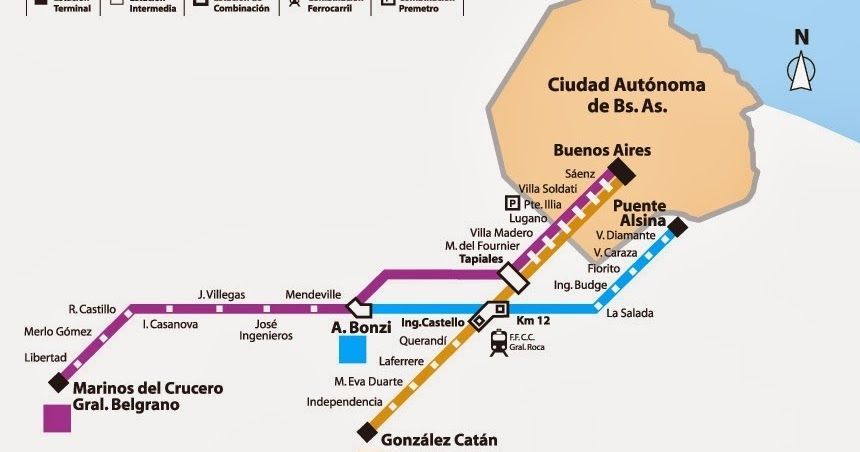 Terminal
Intermedia
Combinación
Ferrocarril
Premetro
N
Ciudad Autónoma
de Bs. As.
Buenos Aires
Sáenz
Villa Soldati
P Pte. Illia
Lugano
Puente
Alsina
Villa Madero
M. del Fournier
Tapiales
V. Diamante
V. Caraza
Fiorito
Ing. Budge
La Salada
R. Castillo
J. Villegas
Mendeville
Merlo Gómez
I. Casanova
José
Ingenieros
A. Bonzi
Ing.Castello
Km 12
Querandí
F.F.C.C.
Gral. Roca
Libertad
Laferrere
Marinos del Crucero
Gral. Belgrano
M. Eva Duarte
Independencia
González Catán